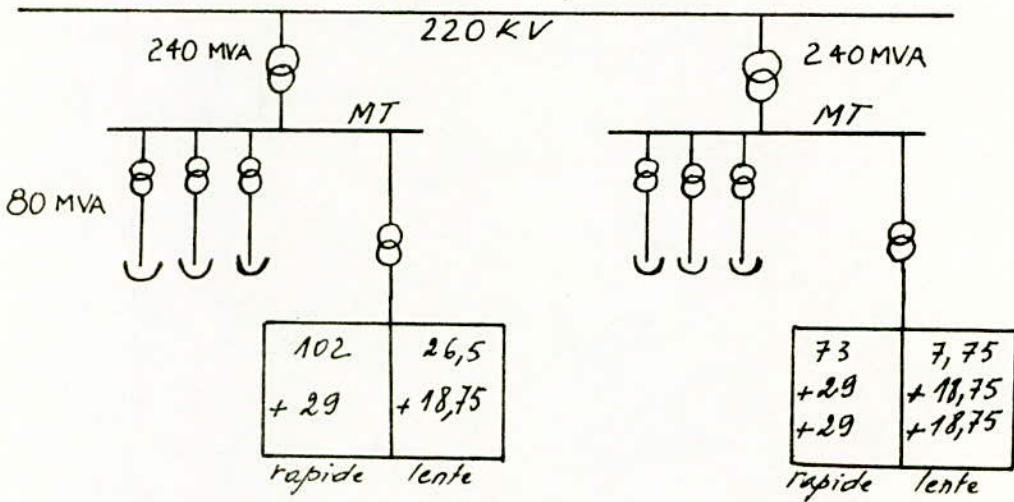 220 KV
240 MVA
240 MVA
MT
MT
80 MVA
102 26,5
+29 +18,75
rapide lente
73 7,75
+29 +18,75
+29 +18,75
rapide lente